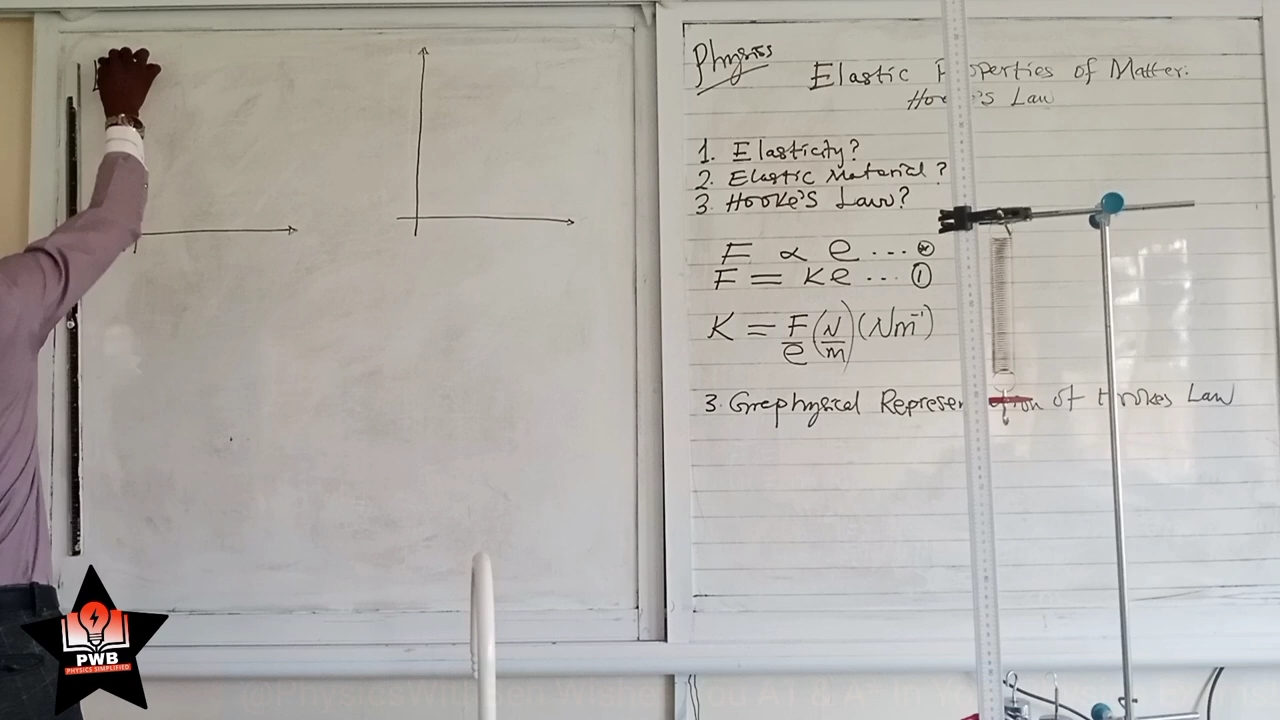 Physics
Elastic Properties of Matter:
Hooke's Law
1. Elasticity?
2. Elastic Material?
3. Hooke's Law?
F ∝ e ... *
F = Ke ... ①
K = F/e (N/m) (Nm⁻¹)
3. Graphysical Representation of Hookes Law
PWB
PHYSICS SIMPLIFIED